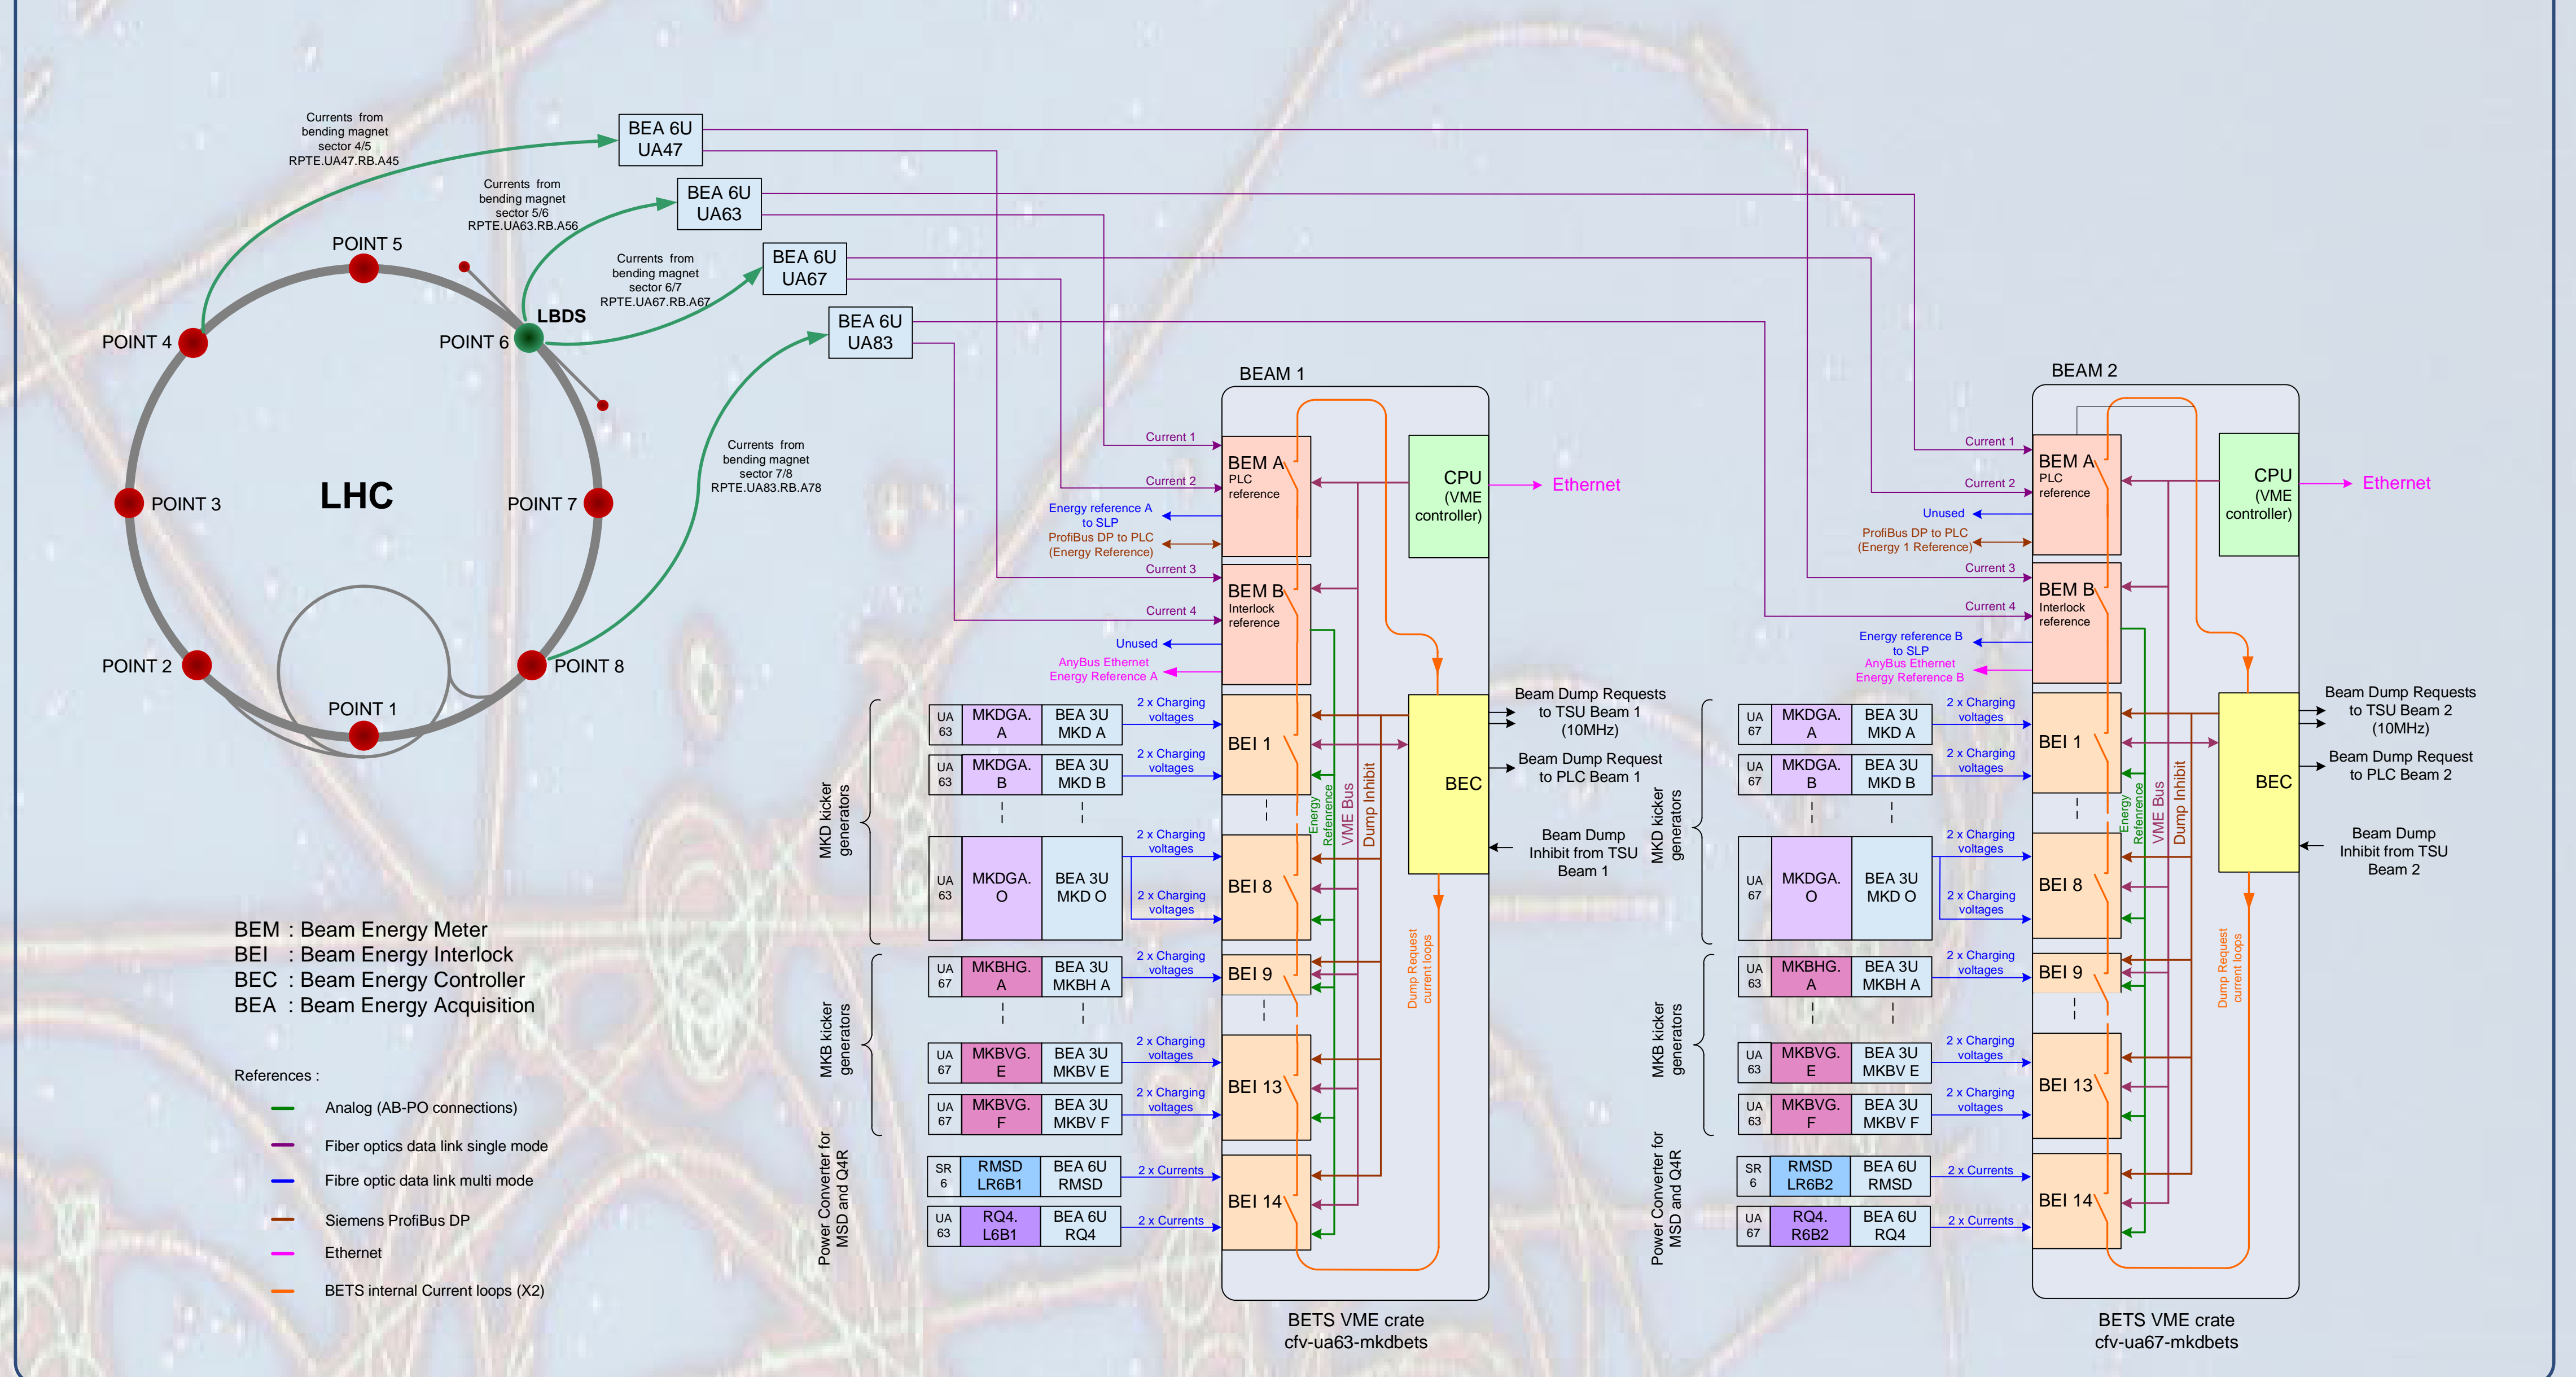 Currents from
bending magnet
sector 4/5
RPTE.UA47.RB.A45
BEA 6U
UA47
Currents from
bending magnet
sector 5/6
RPTE.UA63.RB.A56
BEA 6U
UA63
Currents from
bending magnet
sector 6/7
RPTE.UA67.RB.A67
BEA 6U
UA67
BEA 6U
UA83
Currents from
bending magnet
sector 7/8
RPTE.UA83.RB.A78
POINT 5
LBDS
POINT 4
POINT 6
LHC
POINT 3
POINT 7
POINT 2
POINT 8
POINT 1
BEM : Beam Energy Meter
BEI : Beam Energy Interlock
BEC : Beam Energy Controller
BEA : Beam Energy Acquisition
References :
Analog (AB-PO connections)
Fiber optics data link single mode
Fibre optic data link multi mode
Siemens ProfiBus DP
Ethernet
BETS internal Current loops (X2)
BEAM 1
Current 1
Current 2
Energy reference A
to SLP
ProfiBus DP to PLC
(Energy Reference)
Current 3
Current 4
Unused
AnyBus Ethernet
Energy Reference A
BEM A
PLC
reference
BEM B
Interlock
reference
CPU
(VME
controller)
Ethernet
MKD kicker
generators
UA
63
MKDGA.
A
BEA 3U
MKD A
2 x Charging
voltages
UA
63
MKDGA.
B
BEA 3U
MKD B
2 x Charging
voltages
UA
63
MKDGA.
O
BEA 3U
MKD O
2 x Charging
voltages
2 x Charging
voltages
MKB kicker
generators
UA
67
MKBHG.
A
BEA 3U
MKBH A
2 x Charging
voltages
UA
67
MKBVG.
E
BEA 3U
MKBV E
2 x Charging
voltages
UA
67
MKBVG.
F
BEA 3U
MKBV F
2 x Charging
voltages
Power Converter for
MSD and Q4R
SR
6
RMSD
LR6B1
BEA 6U
RMSD
2 x Currents
UA
63
RQ4.
L6B1
BEA 6U
RQ4
2 x Currents
BEI 1
BEI 8
BEI 9
BEI 13
BEI 14
Energy
Refenrence
VME Bus
Dump Inhibit
BEC
Dump Request
current loops
Beam Dump Requests
to TSU Beam 1
(10MHz)
Beam Dump Request
to PLC Beam 1
Beam Dump
Inhibit from TSU
Beam 1
BETS VME crate
cfv-ua63-mkdbets
BEAM 2
Current 1
Current 2
Unused
ProfiBus DP to PLC
(Energy 1 Reference)
Current 3
Current 4
Energy reference B
to SLP
AnyBus Ethernet
Energy Reference B
BEM A
PLC
reference
BEM B
Interlock
reference
CPU
(VME
controller)
Ethernet
MKD kicker
generators
UA
67
MKDGA.
A
BEA 3U
MKD A
2 x Charging
voltages
UA
67
MKDGA.
B
BEA 3U
MKD B
2 x Charging
voltages
UA
67
MKDGA.
O
BEA 3U
MKD O
2 x Charging
voltages
2 x Charging
voltages
MKB kicker
generators
UA
63
MKBHG.
A
BEA 3U
MKBH A
2 x Charging
voltages
UA
63
MKBVG.
E
BEA 3U
MKBV E
2 x Charging
voltages
UA
63
MKBVG.
F
BEA 3U
MKBV F
2 x Charging
voltages
Power Converter for
MSD and Q4R
SR
6
RMSD
LR6B2
BEA 6U
RMSD
2 x Currents
UA
67
RQ4.
R6B2
BEA 6U
RQ4
2 x Currents
BEI 1
BEI 8
BEI 9
BEI 13
BEI 14
Energy
Refenrence
VME Bus
Dump Inhibit
BEC
Dump Request
current loops
Beam Dump Requests
to TSU Beam 2
(10MHz)
Beam Dump Request
to PLC Beam 2
Beam Dump
Inhibit from TSU
Beam 2
BETS VME crate
cfv-ua67-mkdbets